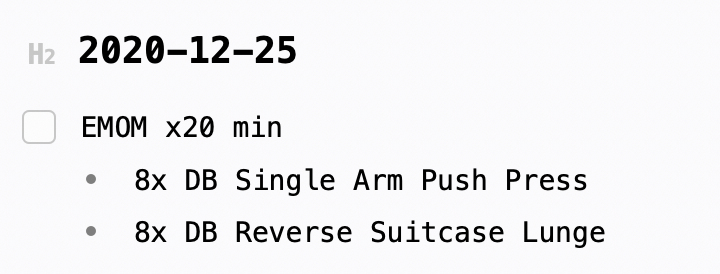 H2 2020-12-25
EMOM x20 min
8x DB Single Arm Push Press
8x DB Reverse Suitcase Lunge